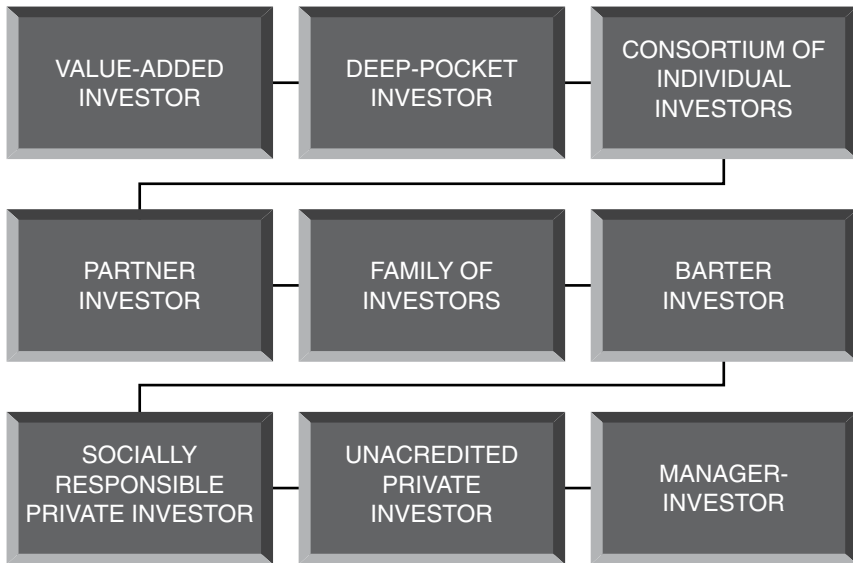 VALUE-ADDED
INVESTOR
DEEP-POCKET
INVESTOR
CONSORTIUM OF
INDIVIDUAL
INVESTORS
PARTNER
INVESTOR
FAMILY OF
INVESTORS
BARTER
INVESTOR
SOCIALLY
RESPONSIBLE
PRIVATE INVESTOR
UNACREDITED
PRIVATE
INVESTOR
MANAGER-
INVESTOR